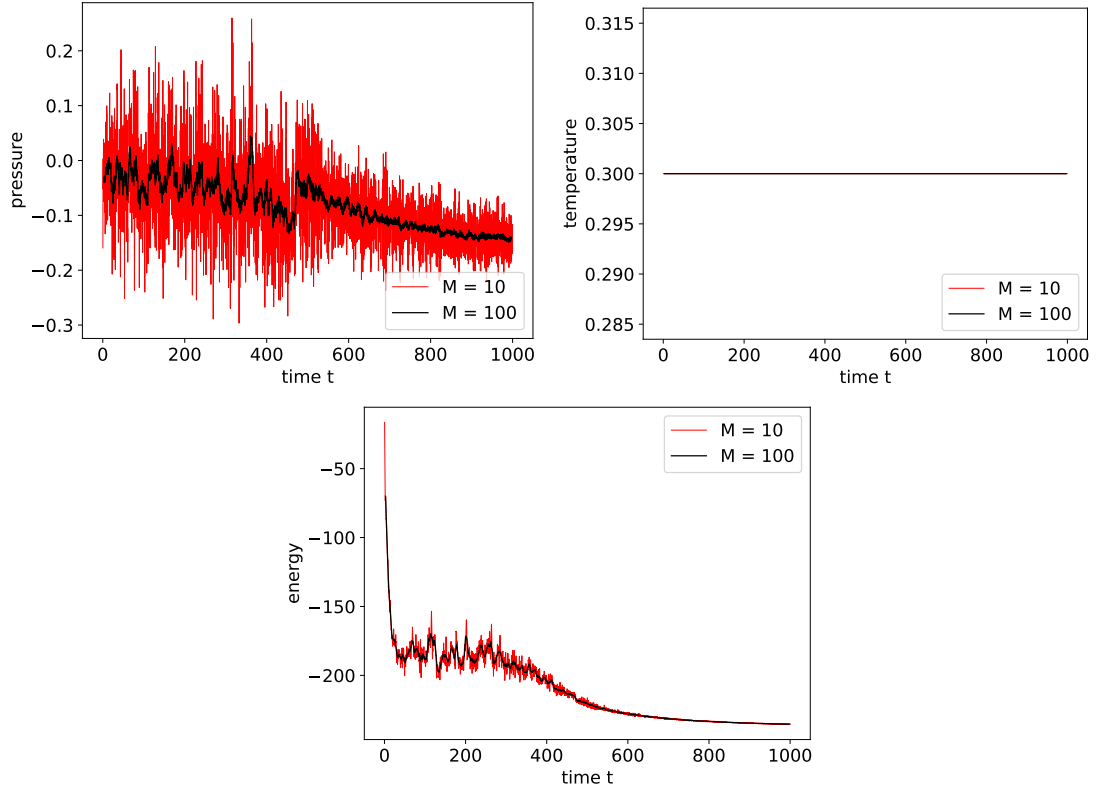 0.2
0.1
0.0
−0.1
−0.2
−0.3
pressure
0
200
400
600
800
1000
time t
M = 10
M = 100
0.315
0.310
0.305
0.300
0.295
0.290
0.285
temperature
0
200
400
600
800
1000
time t
M = 10
M = 100
−50
−100
−150
−200
energy
0
200
400
600
800
1000
time t
M = 10
M = 100